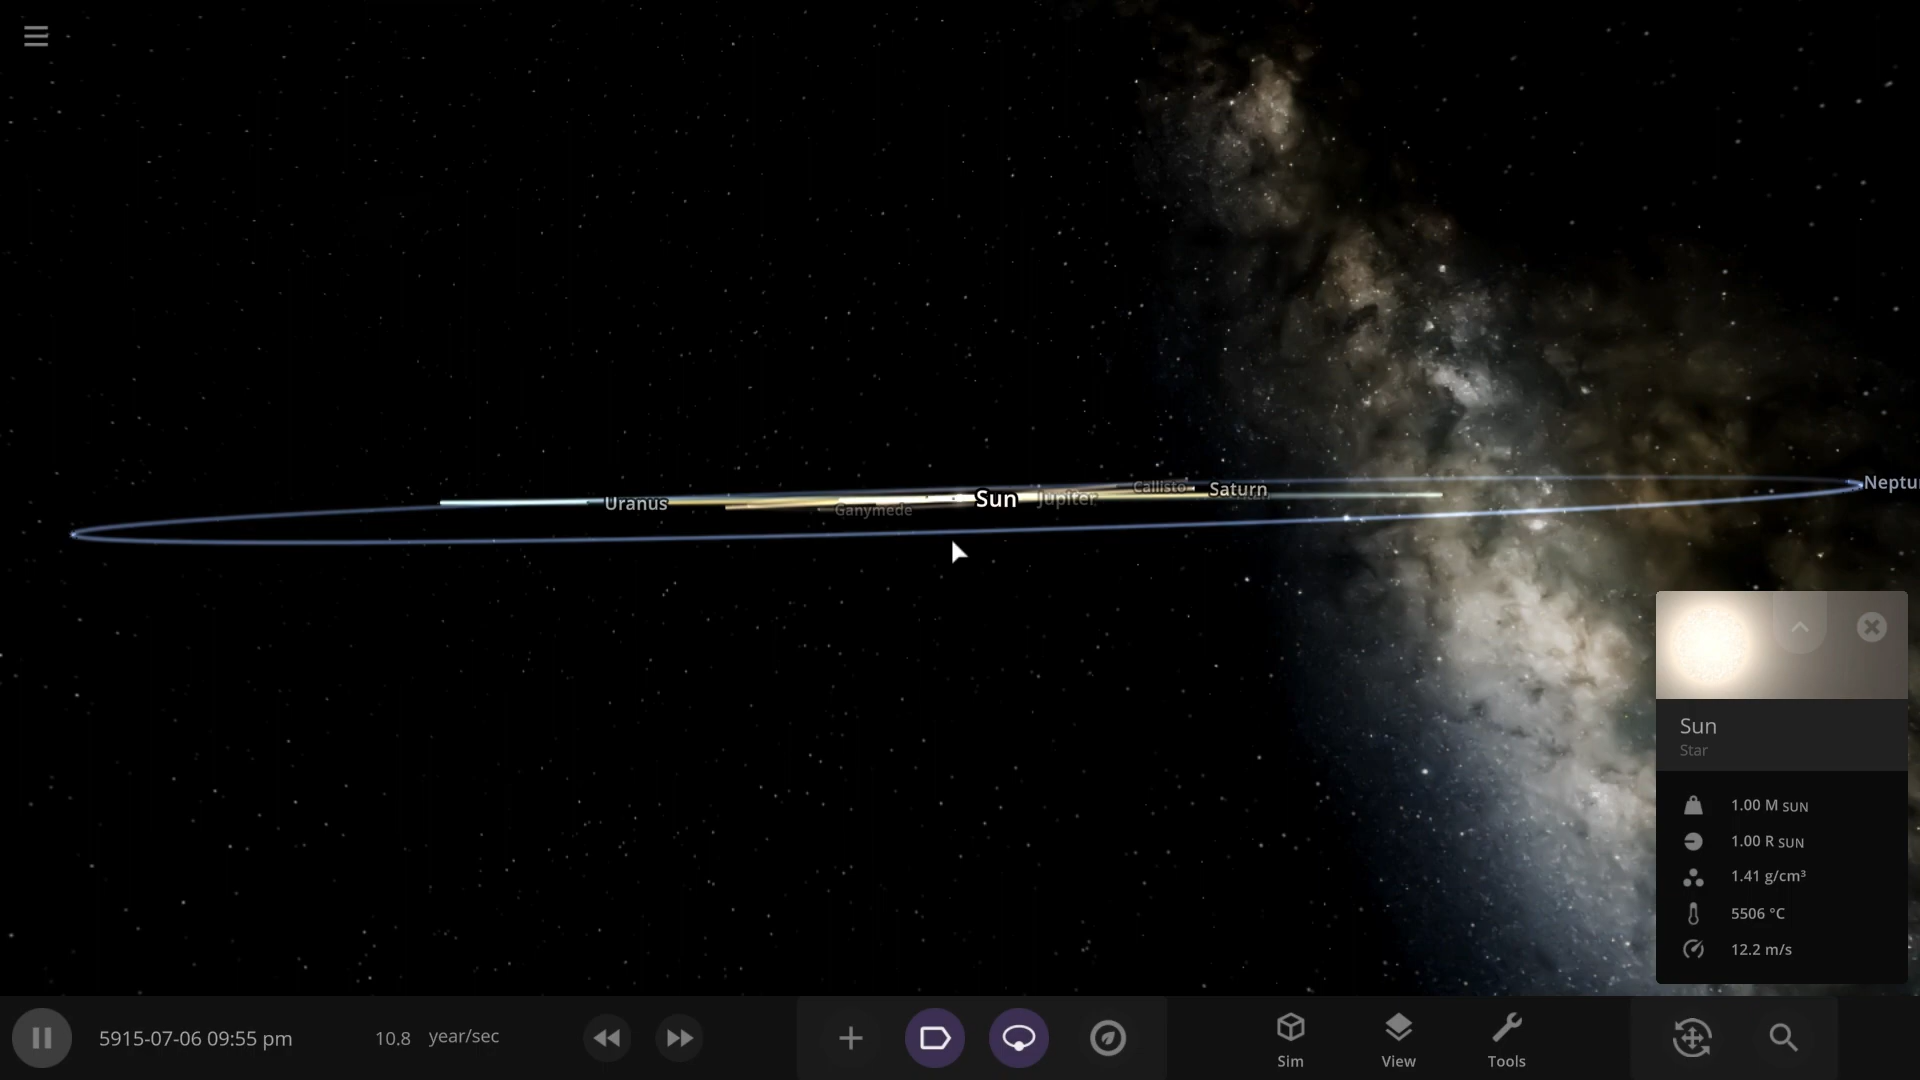 Uranus
Ganymede
Sun
Jupiter
Callisto
Saturn
Neptu
Sun
Star
1.00 M SUN
1.00 R SUN
1.41 g/cm³
5506 °C
12.2 m/s
5915-07-06 09:55 pm
10.8 year/sec
Sim
View
Tools